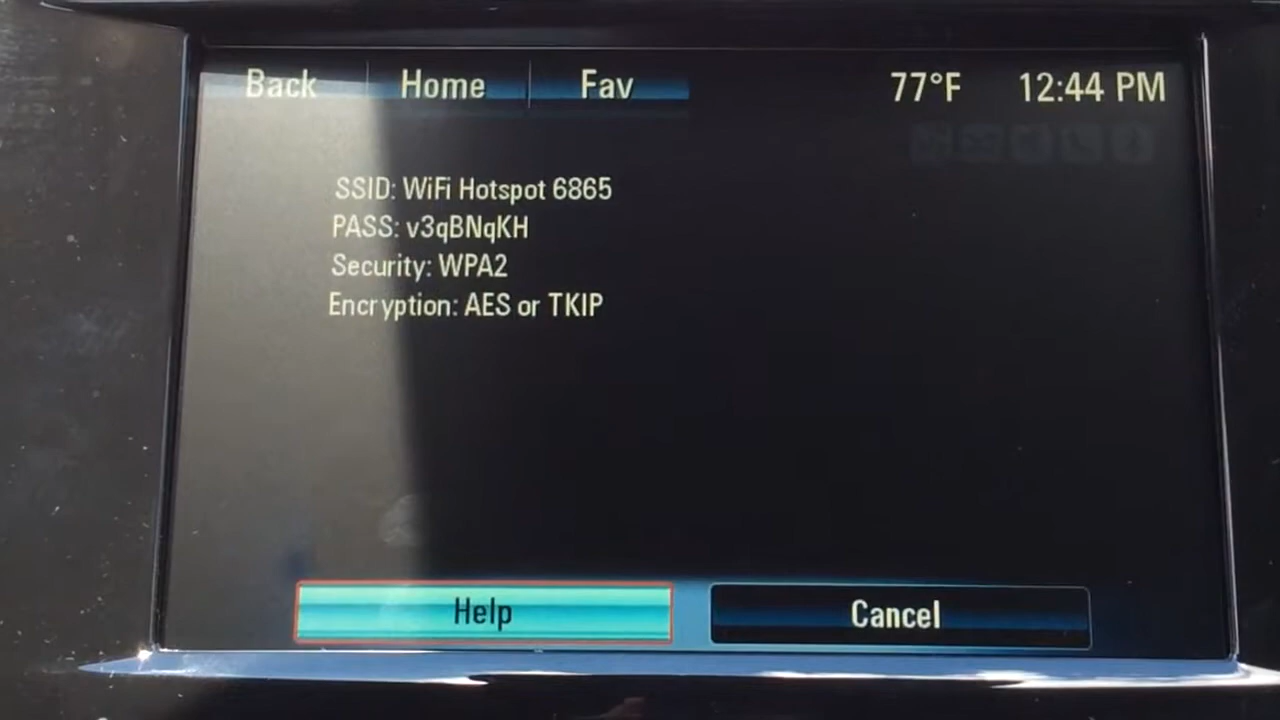 Back Home Fav 77°F 12:44 PM
SSID: WiFi Hotspot 6865
PASS: v3qBNqKH
Security: WPA2
Encryption: AES or TKIP
Help Cancel